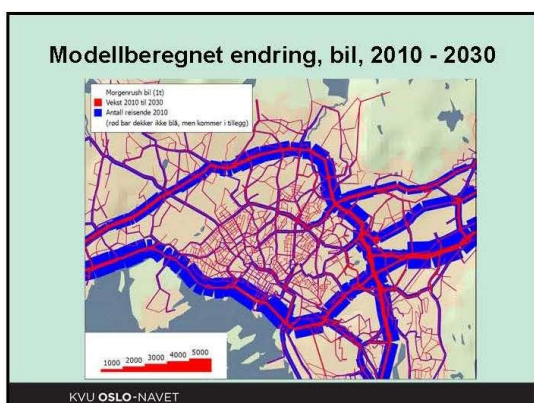 Modellberegnet endring, bil, 2010 - 2030
Morgenrush bil (1t)
Vekst 2010 til 2030
Antall reisende 2010
(rød bar dekker ikke blå, men kommer i tillegg)
1000 2000 3000 4000 5000
KVU OSLO-NAVET